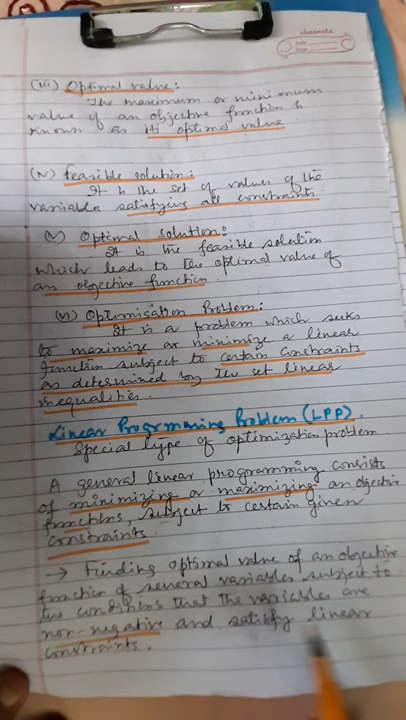 classmate
Date
Page
(iii) Optimal value:
The maximum or minimum
value of an objective function is
known as its optimal value.
(iv) feasible solution:
It is the set of values of the
variable satisfying all constraints.
(v) Optimal solution:
It is the feasible solution
which leads to the optimal value of
an objective function.
(vi) Optimisation Problem:
It is a problem which seeks
to maximize or minimize a linear
function subject to certain constraints
as determined by the set linear
inequalities.
Linear Programming Problem (LPP).
Special type of optimization problem
A general linear programming consists
of minimizing or maximizing an objective
functions, subject to certain given
constraints.
→ Finding optimal value of an objective
function of several variables subject to
the conditions that the variables are
non-negative and satisfy linear
constraints.